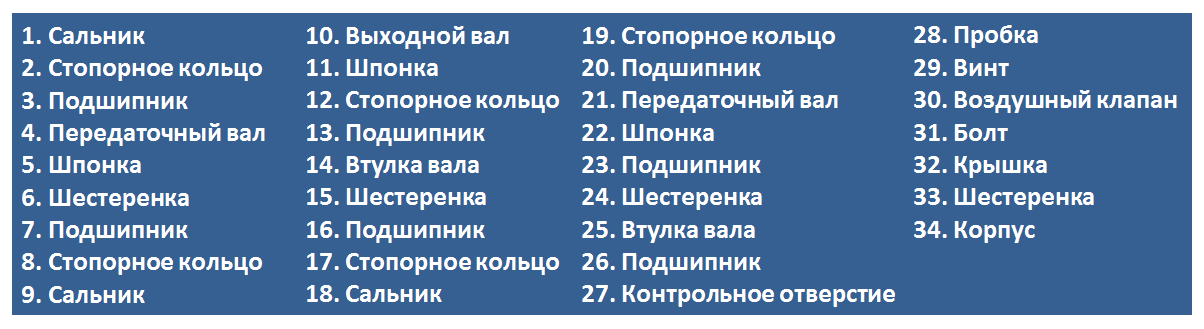 1. Сальник
2. Стопорное кольцо
3. Подшипник
4. Передаточный вал
5. Шпонка
6. Шестеренка
7. Подшипник
8. Стопорное кольцо
9. Сальник
10. Выходной вал
11. Шпонка
12. Стопорное кольцо
13. Подшипник
14. Втулка вала
15. Шестеренка
16. Подшипник
17. Стопорное кольцо
18. Сальник
19. Стопорное кольцо
20. Подшипник
21. Передаточный вал
22. Шпонка
23. Подшипник
24. Шестеренка
25. Втулка вала
26. Подшипник
27. Контрольное отверстие
28. Пробка
29. Винт
30. Воздушный клапан
31. Болт
32. Крышка
33. Шестеренка
34. Корпус